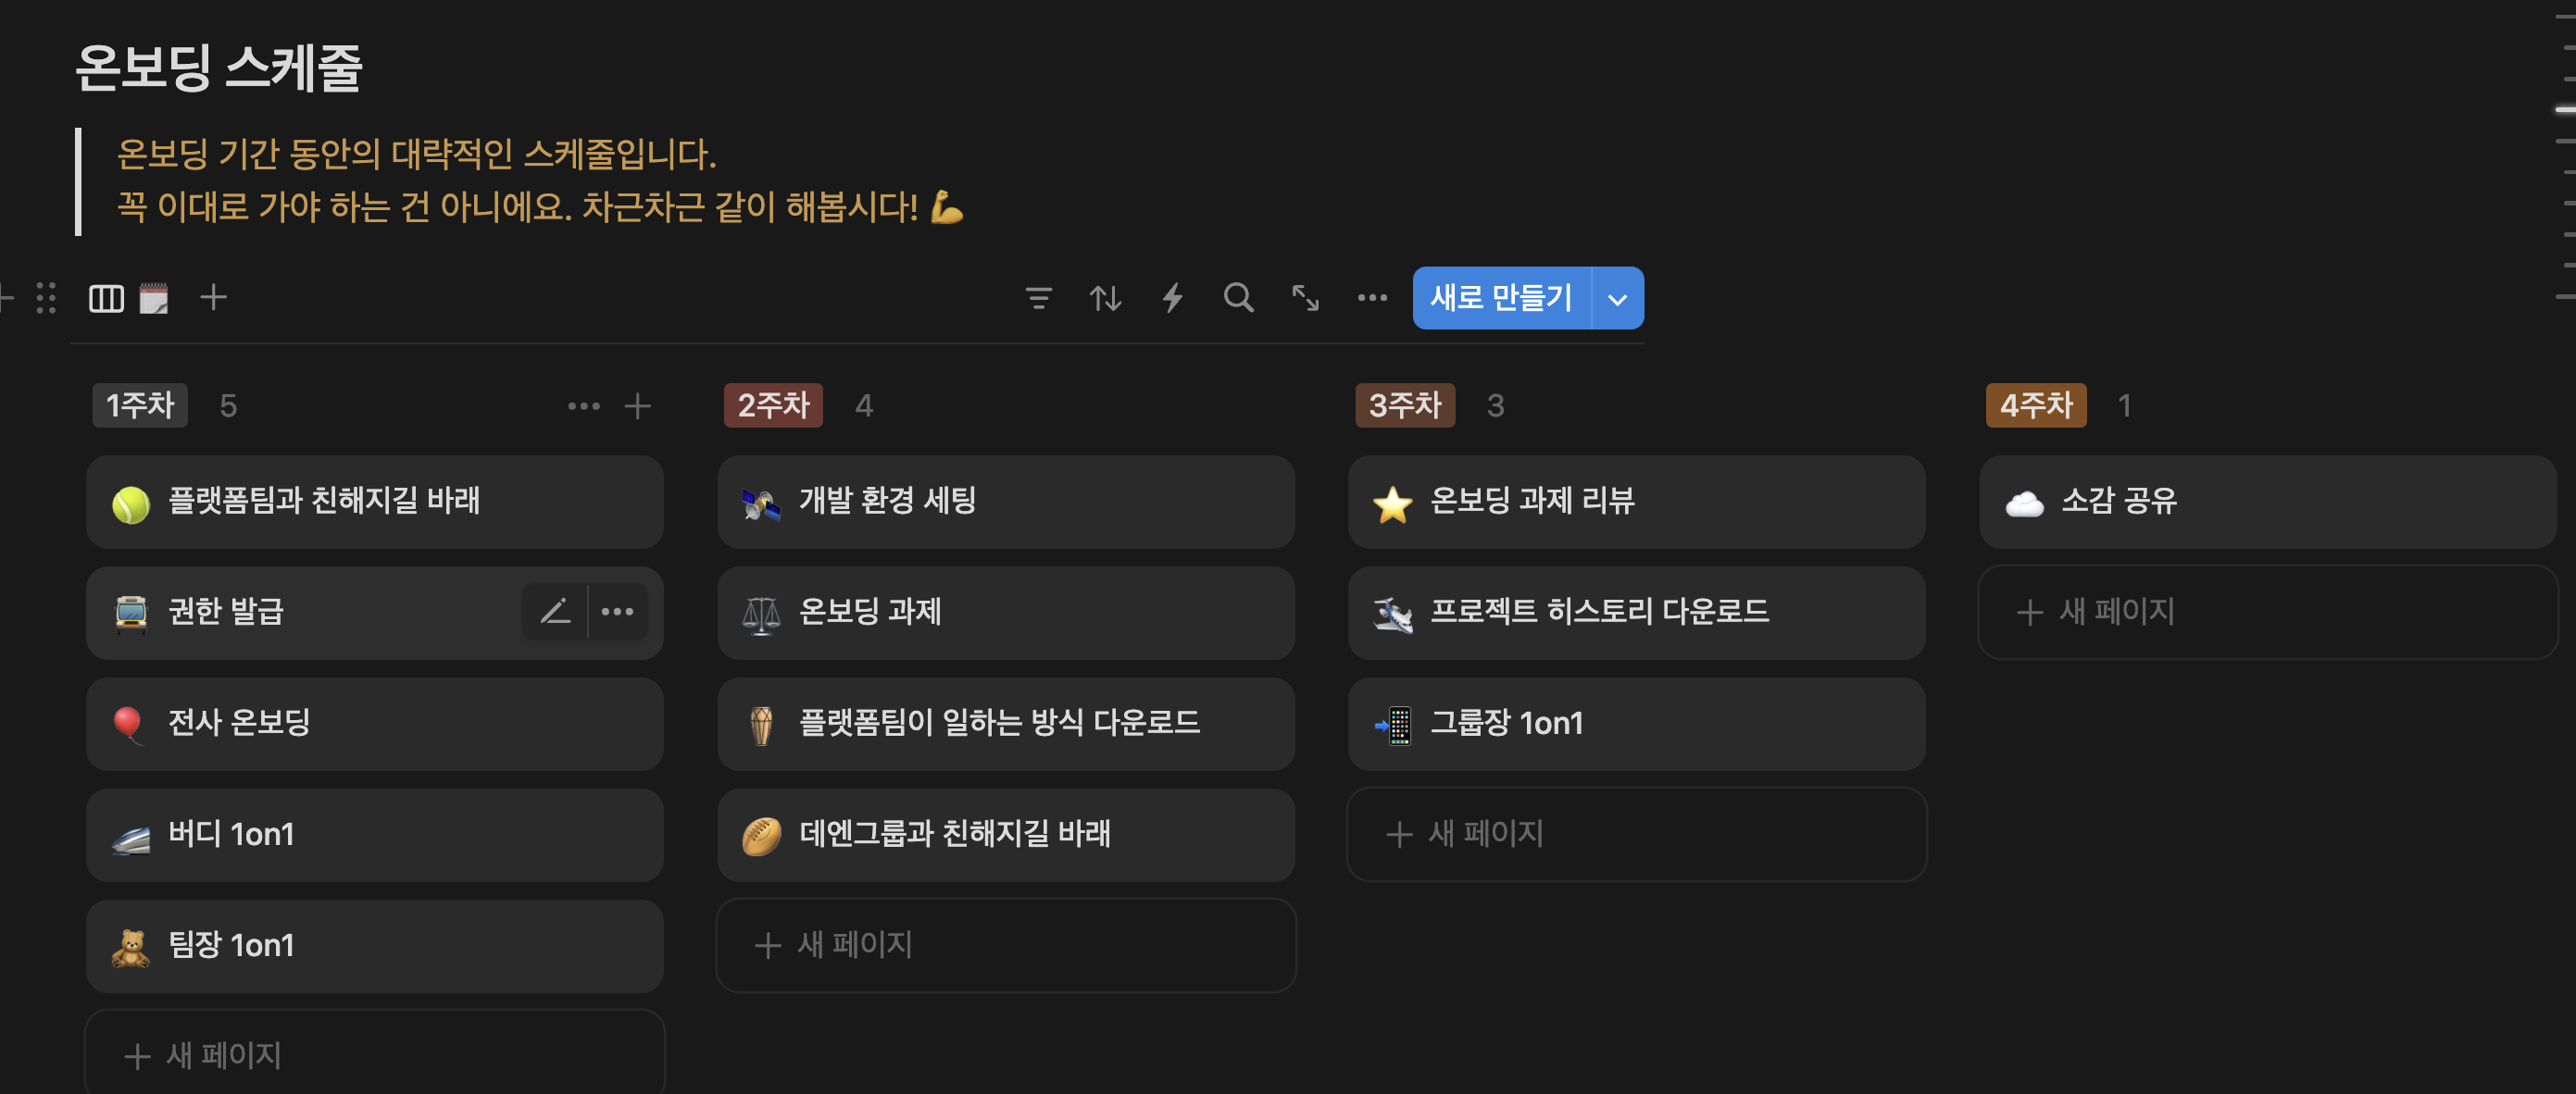 온보딩 스케줄
온보딩 기간 동안의 대략적인 스케줄입니다.
꼭 이대로 가야 하는 건 아니에요. 차근차근 같이 해봅시다! 💪
새로 만들기
1주차 5
플랫폼팀과 친해지길 바래
권한 발급
전사 온보딩
버디 1on1
팀장 1on1
새 페이지
2주차 4
개발 환경 세팅
온보딩 과제
플랫폼팀이 일하는 방식 다운로드
데엔그룹과 친해지길 바래
새 페이지
3주차 3
온보딩 과제 리뷰
프로젝트 히스토리 다운로드
그룹장 1on1
새 페이지
4주차 1
소감 공유
새 페이지